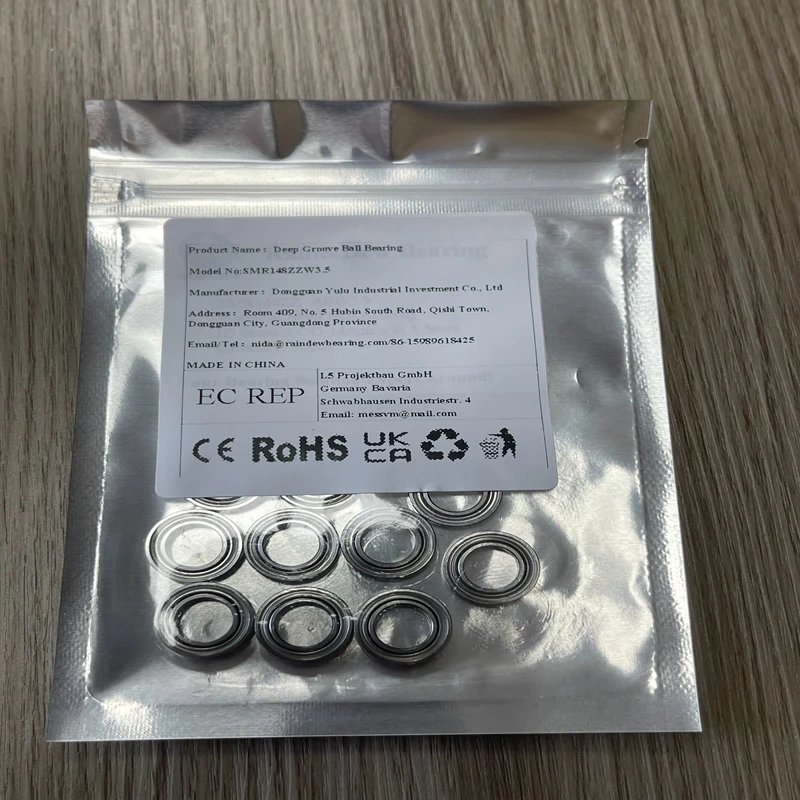 Product Name: Deep Groove Ball Bearing
Model No:SMR148ZZW3.5
Manufacturer: Dongguan Yulu Industrial Investment Co., Ltd
Address: Room 409, No. 5 Hubin South Road, Qishi Town,
Dongguan City, Guangdong Province
Email/Tel: nida@raindewbearing.com/86-15989618425
MADE IN CHINA
EC REP
L5 Projektbau GmbH
Germany Bavaria
Schwabhausen Industriestr. 4
Email: messvm@mail.com
CE RoHS UK
CA